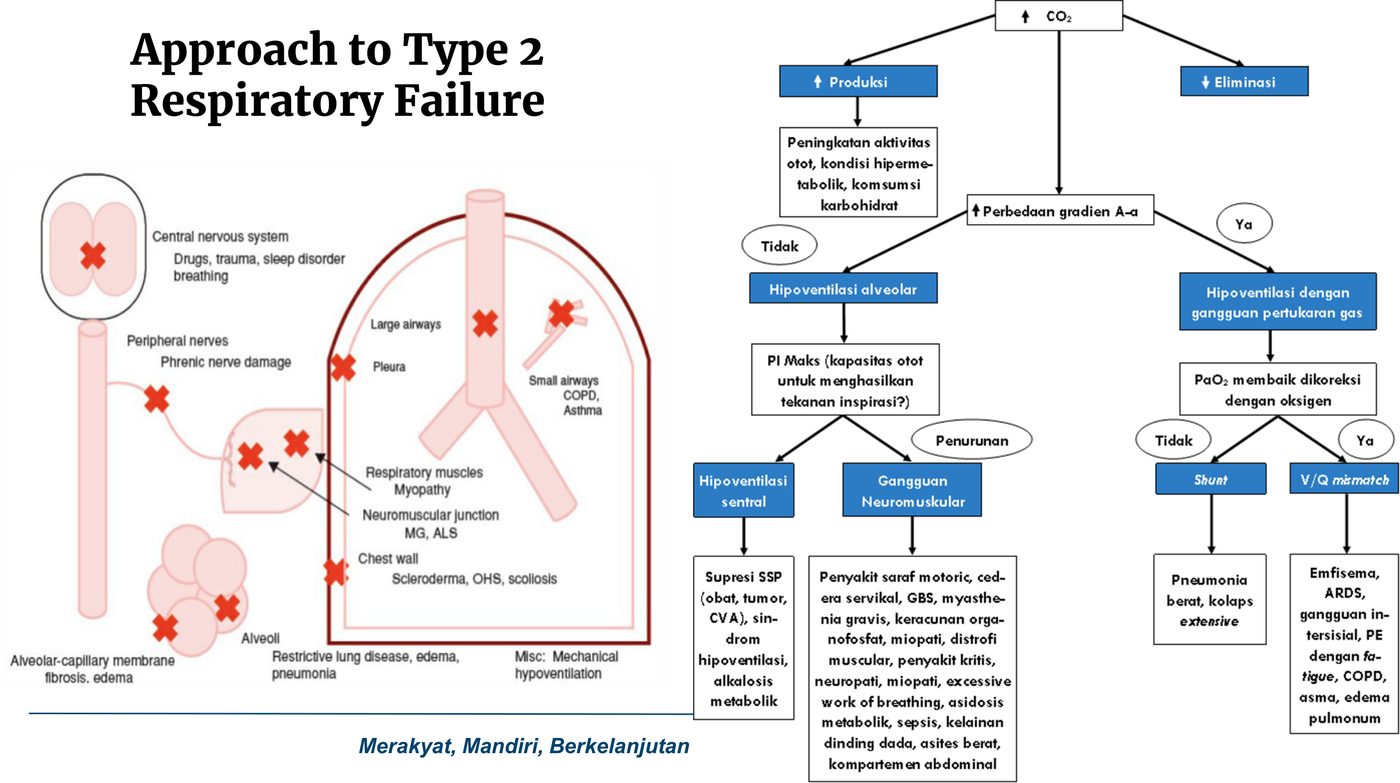 Approach to Type 2
Respiratory Failure
Central nervous system
Drugs, trauma, sleep disorder
breathing
Peripheral nerves
Phrenic nerve damage
Large airways
Pleura
Small airways
COPD,
Asthma
Respiratory muscles
Myopathy
Neuromuscular junction
MG, ALS
Chest wall
Scleroderma, OHS, scoliosis
Alveoli
Alveolar-capillary membrane
fibrosis. edema
Restrictive lung disease, edema,
pneumonia
Misc: Mechanical
hypoventilation
Merakyat, Mandiri, Berkelanjutan
↑ CO₂
↑ Produksi
↓ Eliminasi
Peningkatan aktivitas
otot, kondisi hiperme-
tabolik, komsumsi
karbohidrat
↑ Perbedaan gradien A-a
Tidak
Ya
Hipoventilasi alveolar
Hipoventilasi dengan
gangguan pertukaran gas
PI Maks (kapasitas otot
untuk menghasilkan
tekanan inspirasi?)
PaO₂ membaik dikoreksi
dengan oksigen
Penurunan
Tidak
Ya
Hipoventilasi
sentral
Gangguan
Neuromuskular
Shunt
V/Q mismatch
Supresi SSP
(obat, tumor,
CVA), sin-
drom
hipoventilasi,
alkalosis
metabolik
Penyakit saraf motoric, ced-
era servikal, GBS, myasthe-
nia gravis, keracunan orga-
nofosfat, miopati, distrofi
muscular, penyakit kritis,
neuropati, miopati, excessive
work of breathing, asidosis
metabolik, sepsis, kelainan
dinding dada, asites berat,
kompartemen abdominal
Pneumonia
berat, kolaps
extensive
Emfisema,
ARDS,
gangguan in-
tersisial, PE
dengan fa-
tigue, COPD,
asma, edema
pulmonum